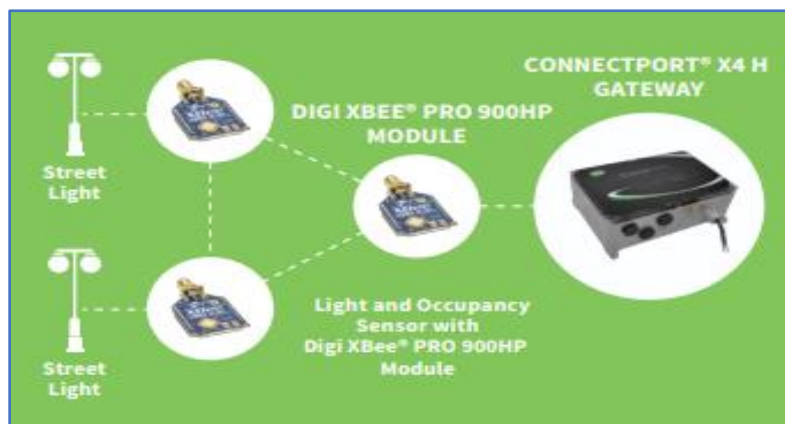 CONNECTPORT® X4 H
GATEWAY
DIGI XBEE® PRO 900HP
MODULE
Street
Light
Light and Occupancy
Sensor with
Digi XBee® PRO 900HP
Module
Street
Light